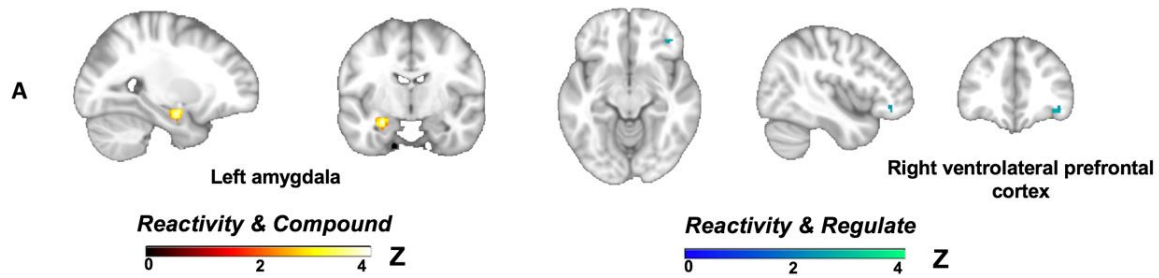 A
Left amygdala
Right ventrolateral prefrontal
cortex
Reactivity & Compound
0 2 4 Z
Reactivity & Regulate
0 2 4 Z